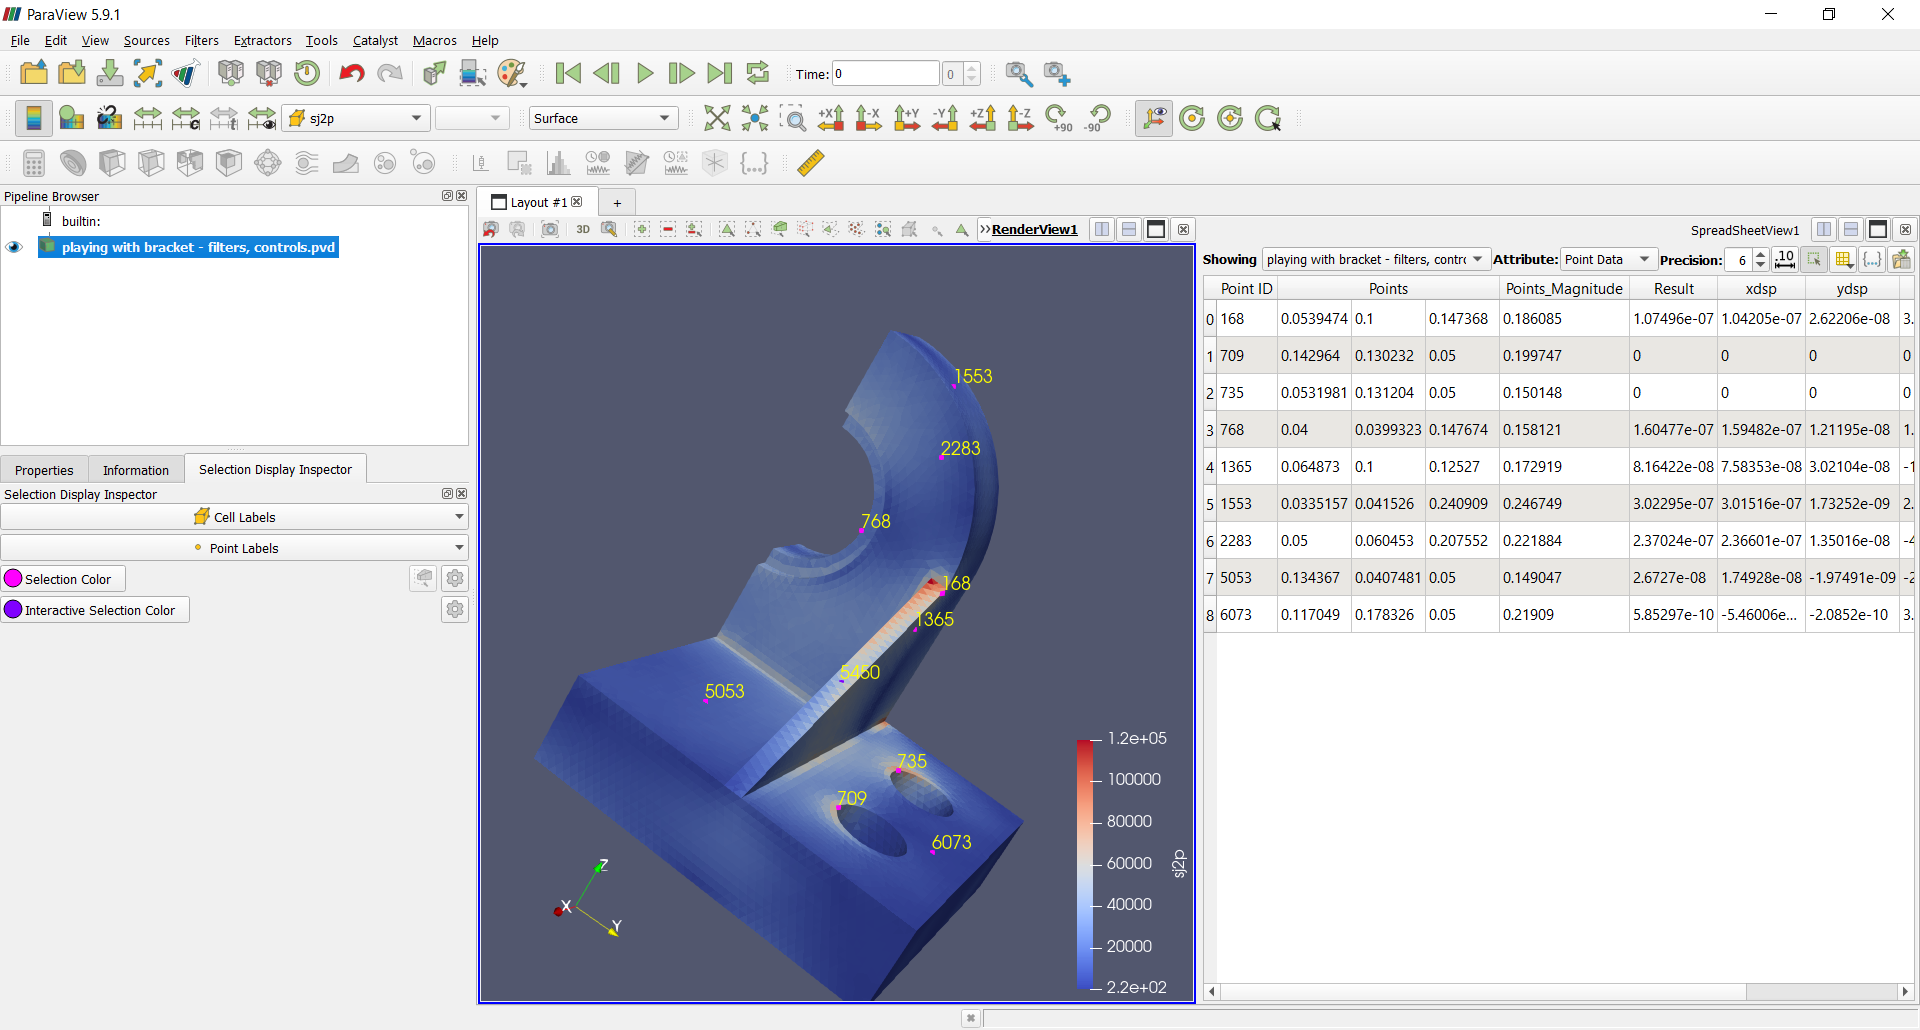 ParaView 5.9.1
File Edit View Sources Filters Extractors Tools Catalyst Macros Help
Time: 0 0
sj2p Surface +X -X +Y -Y +Z -Z +90 -90
Pipeline Browser
builtin:
playing with bracket - filters, controls.pvd
Properties Information Selection Display Inspector
Selection Display Inspector
Cell Labels
Point Labels
Selection Color
Interactive Selection Color
Layout #1 +
3D RenderView1
1553
2283
768
168
1365
5450
5053
735
709
6073
Z
X
Y
1.2e+05
100000
80000
60000
40000
20000
2.2e+02
sj2p
SpreadSheetView1
Showing playing with bracket - filters, contrc Attribute: Point Data Precision: 6 .10
Point ID Points Points_Magnitude Result xdsp ydsp
0 168 0.0539474 0.1 0.147368 0.186085 1.07496e-07 1.04205e-07 2.62206e-08 3.
1 709 0.142964 0.130232 0.05 0.199747 0 0 0 0
2 735 0.0531981 0.131204 0.05 0.150148 0 0 0 0
3 768 0.04 0.0399323 0.147674 0.158121 1.60477e-07 1.59482e-07 1.21195e-08 1.
4 1365 0.064873 0.1 0.12527 0.172919 8.16422e-08 7.58353e-08 3.02104e-08 -1
5 1553 0.0335157 0.041526 0.240909 0.246749 3.02295e-07 3.01516e-07 1.73252e-09 2.
6 2283 0.05 0.060453 0.207552 0.221884 2.37024e-07 2.36601e-07 1.35016e-08 -4
7 5053 0.134367 0.0407481 0.05 0.149047 2.6727e-08 1.74928e-08 -1.97491e-09 -2
8 6073 0.117049 0.178326 0.05 0.21909 5.85297e-10 -5.46006e... -2.0852e-10 3.